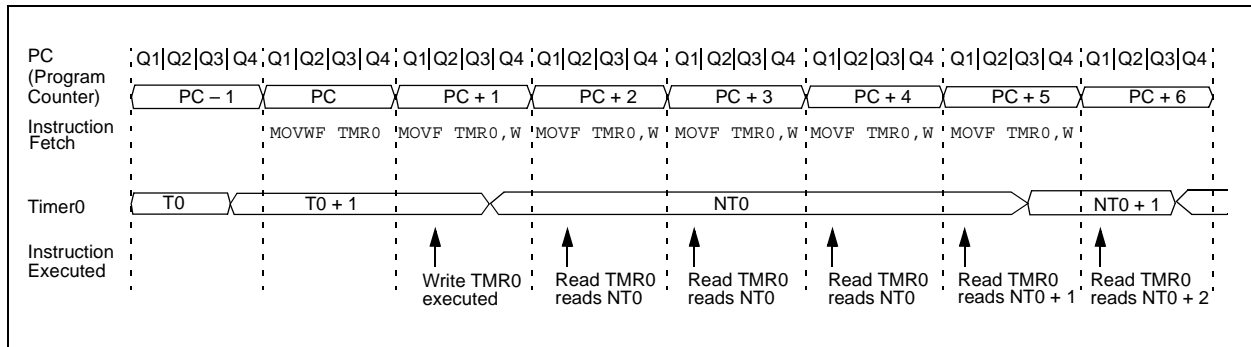 PC
(Program
Counter)
Q1|Q2|Q3|Q4 Q1|Q2|Q3|Q4 Q1|Q2|Q3|Q4 Q1|Q2|Q3|Q4 Q1|Q2|Q3|Q4 Q1|Q2|Q3|Q4 Q1|Q2|Q3|Q4 Q1|Q2|Q3|Q4
PC – 1 PC PC + 1 PC + 2 PC + 3 PC + 4 PC + 5 PC + 6
Instruction
Fetch
MOVWF TMR0 MOVF TMR0,W MOVF TMR0,W MOVF TMR0,W MOVF TMR0,W MOVF TMR0,W
Timer0
T0 T0 + 1 NT0 NT0 + 1
Instruction
Executed
Write TMR0
executed
Read TMR0
reads NT0
Read TMR0
reads NT0
Read TMR0
reads NT0
Read TMR0
reads NT0 + 1
Read TMR0
reads NT0 + 2